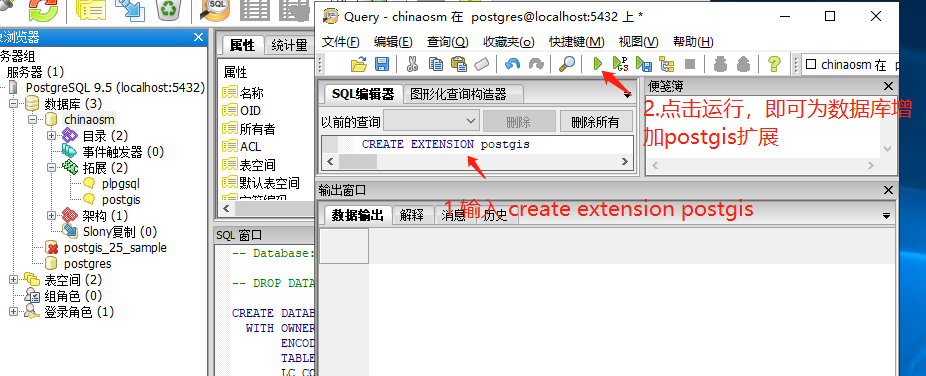 Query - chinaosm 在 postgres@localhost:5432 上 *
文件(F) 编辑(E) 查询(Q) 收藏夹(o) 快捷键(M) 视图(V) 帮助(H)
chinaosm 在
SQL编辑器 图形化查询构造器
以前的查询 删除 删除所有
CREATE EXTENSION postgis
便笺簿
2.点击运行，即可为数据库增
加postgis扩展
输出窗口
数据输出 解释 消息 历史
1.输入 create extension postgis
浏览器
务器组
服务器 (1)
PostgreSQL 9.5 (localhost:5432)
数据库 (3)
chinaosm
目录 (2)
事件触发器 (0)
拓展 (2)
plpgsql
postgis
架构 (1)
Slony复制 (0)
postgis_25_sample
postgres
表空间 (2)
组角色 (0)
登录角色 (1)
属性 统计量
属性
名称
OID
所有者
ACL
表空间
默认表空间
SQL 窗口
-- Database:
-- DROP DATA
CREATE DATAB
WITH OWNER
ENCOD
TABLE
LC_CO